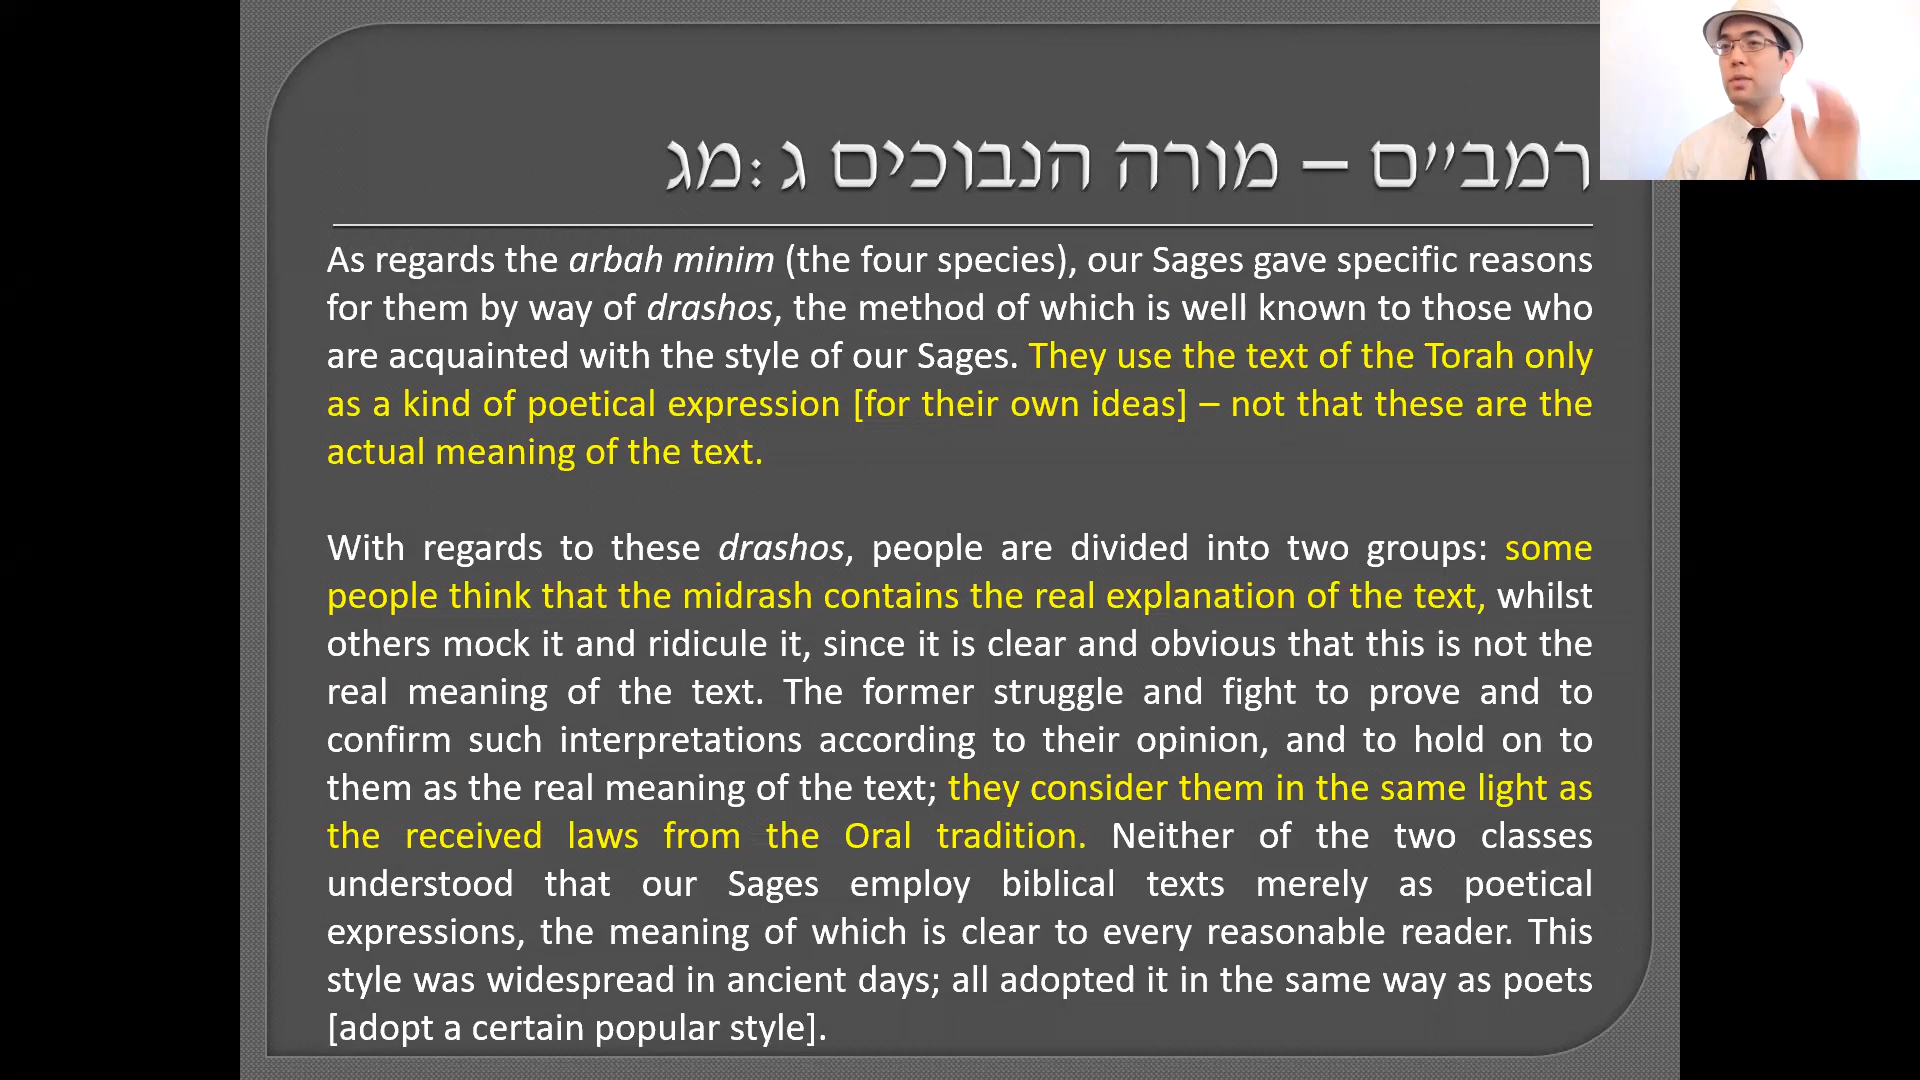 רמב״ם – מורה הנבוכים ג:מג
As regards the arbah minim (the four species), our Sages gave specific reasons
for them by way of drashos, the method of which is well known to those who
are acquainted with the style of our Sages. They use the text of the Torah only
as a kind of poetical expression [for their own ideas] – not that these are the
actual meaning of the text.
With regards to these drashos, people are divided into two groups: some
people think that the midrash contains the real explanation of the text, whilst
others mock it and ridicule it, since it is clear and obvious that this is not the
real meaning of the text. The former struggle and fight to prove and to
confirm such interpretations according to their opinion, and to hold on to
them as the real meaning of the text; they consider them in the same light as
the received laws from the Oral tradition. Neither of the two classes
understood that our Sages employ biblical texts merely as poetical
expressions, the meaning of which is clear to every reasonable reader. This
style was widespread in ancient days; all adopted it in the same way as poets
[adopt a certain popular style].